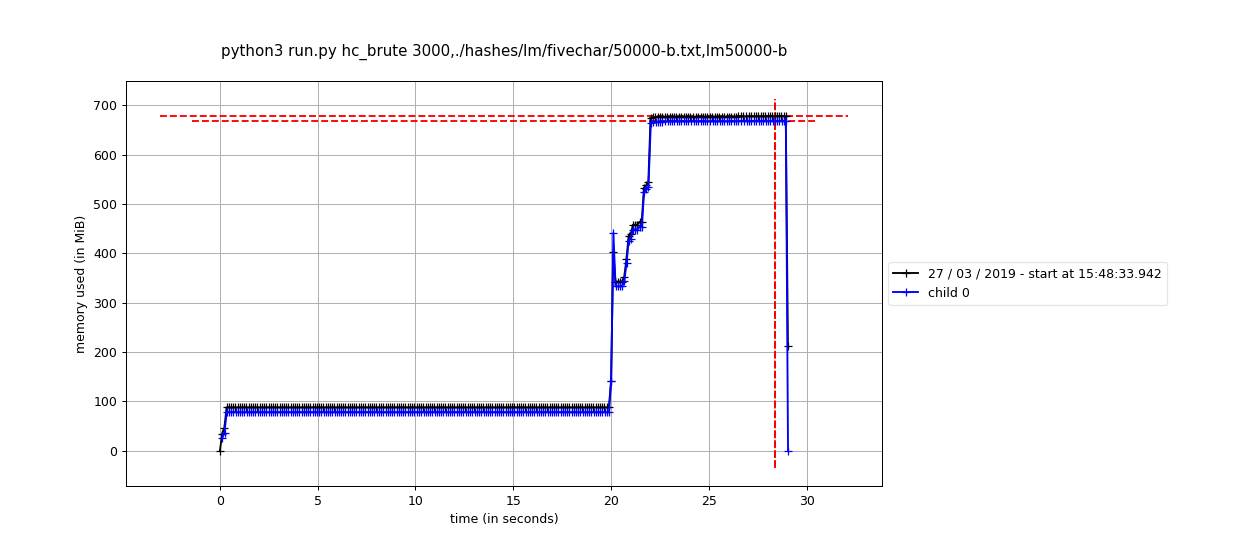 python3 run.py hc_brute 3000,./hashes/lm/fivechar/50000-b.txt,lm50000-b
700
600
500
400
300
200
100
0
memory used (in MiB)
0 5 10 15 20 25 30
time (in seconds)
27 / 03 / 2019 - start at 15:48:33.942
child 0